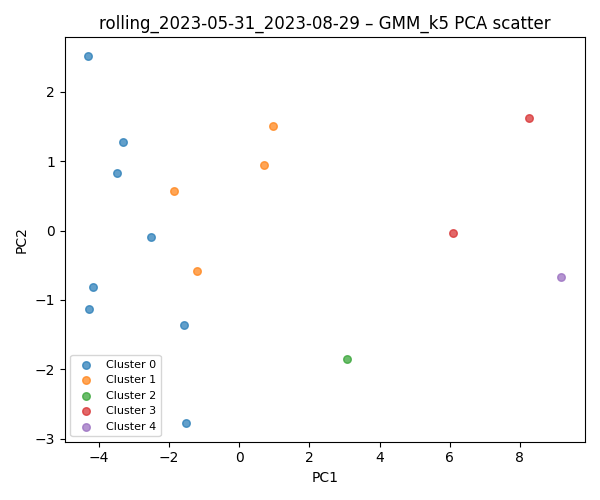 rolling_2023-05-31_2023-08-29 – GMM_k5 PCA scatter
PC2
2
1
0
−1
−2
−3
Cluster 0
Cluster 1
Cluster 2
Cluster 3
Cluster 4
−4 −2 0 2 4 6 8
PC1